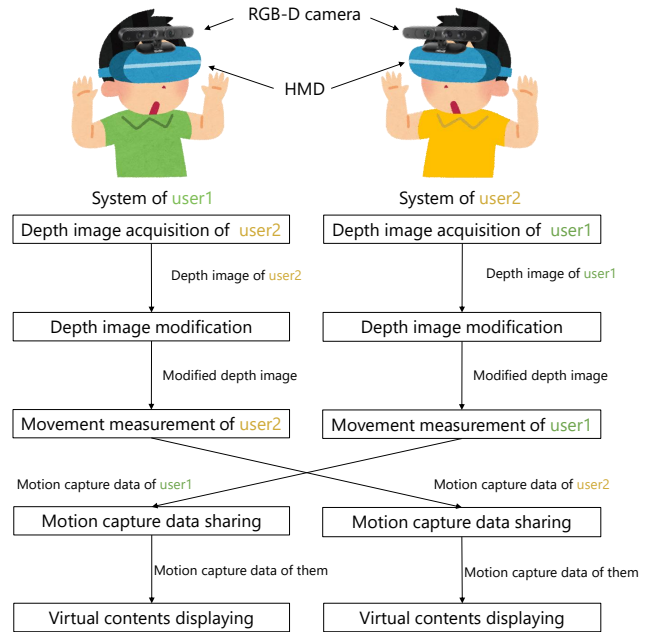 RGB-D camera
HMD
System of user1
System of user2
Depth image acquisition of user2
Depth image acquisition of user1
Depth image of user2
Depth image of user1
Depth image modification
Depth image modification
Modified depth image
Modified depth image
Movement measurement of user2
Movement measurement of user1
Motion capture data of user1
Motion capture data of user2
Motion capture data sharing
Motion capture data sharing
Motion capture data of them
Motion capture data of them
Virtual contents displaying
Virtual contents displaying